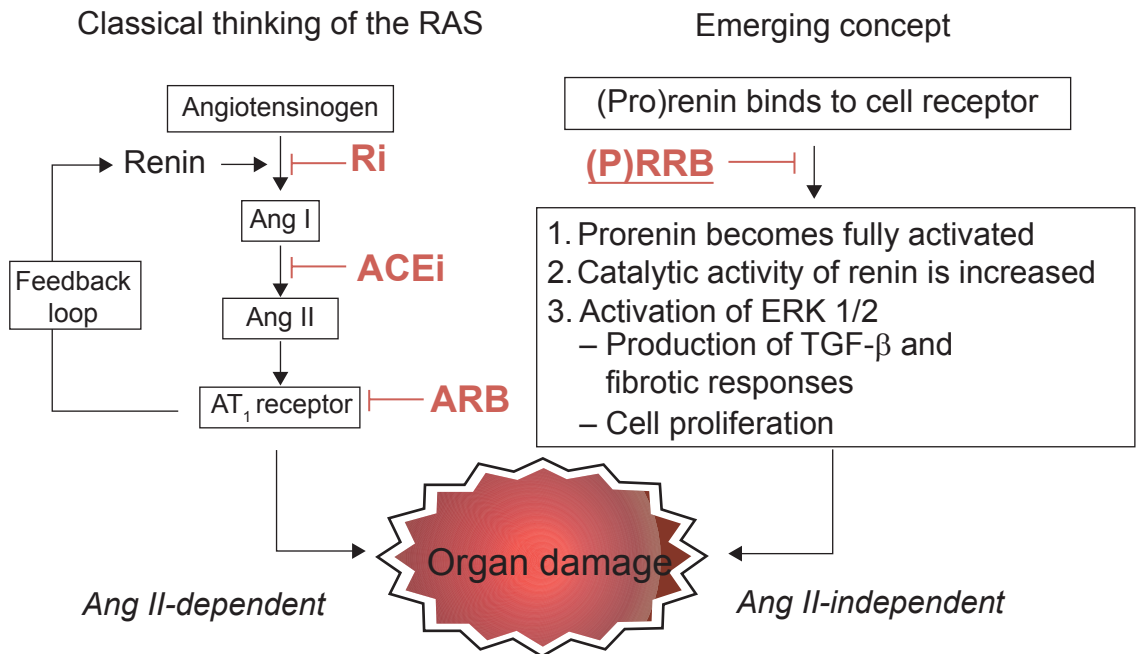 Classical thinking of the RAS
Angiotensinogen
Renin
Ri
Ang I
ACEi
Feedback
loop
Ang II
AT1 receptor
ARB
Ang II-dependent
Emerging concept
(Pro)renin binds to cell receptor
(P)RRB
1. Prorenin becomes fully activated
2. Catalytic activity of renin is increased
3. Activation of ERK 1/2
– Production of TGF-β and
fibrotic responses
– Cell proliferation
Organ damage
Ang II-independent